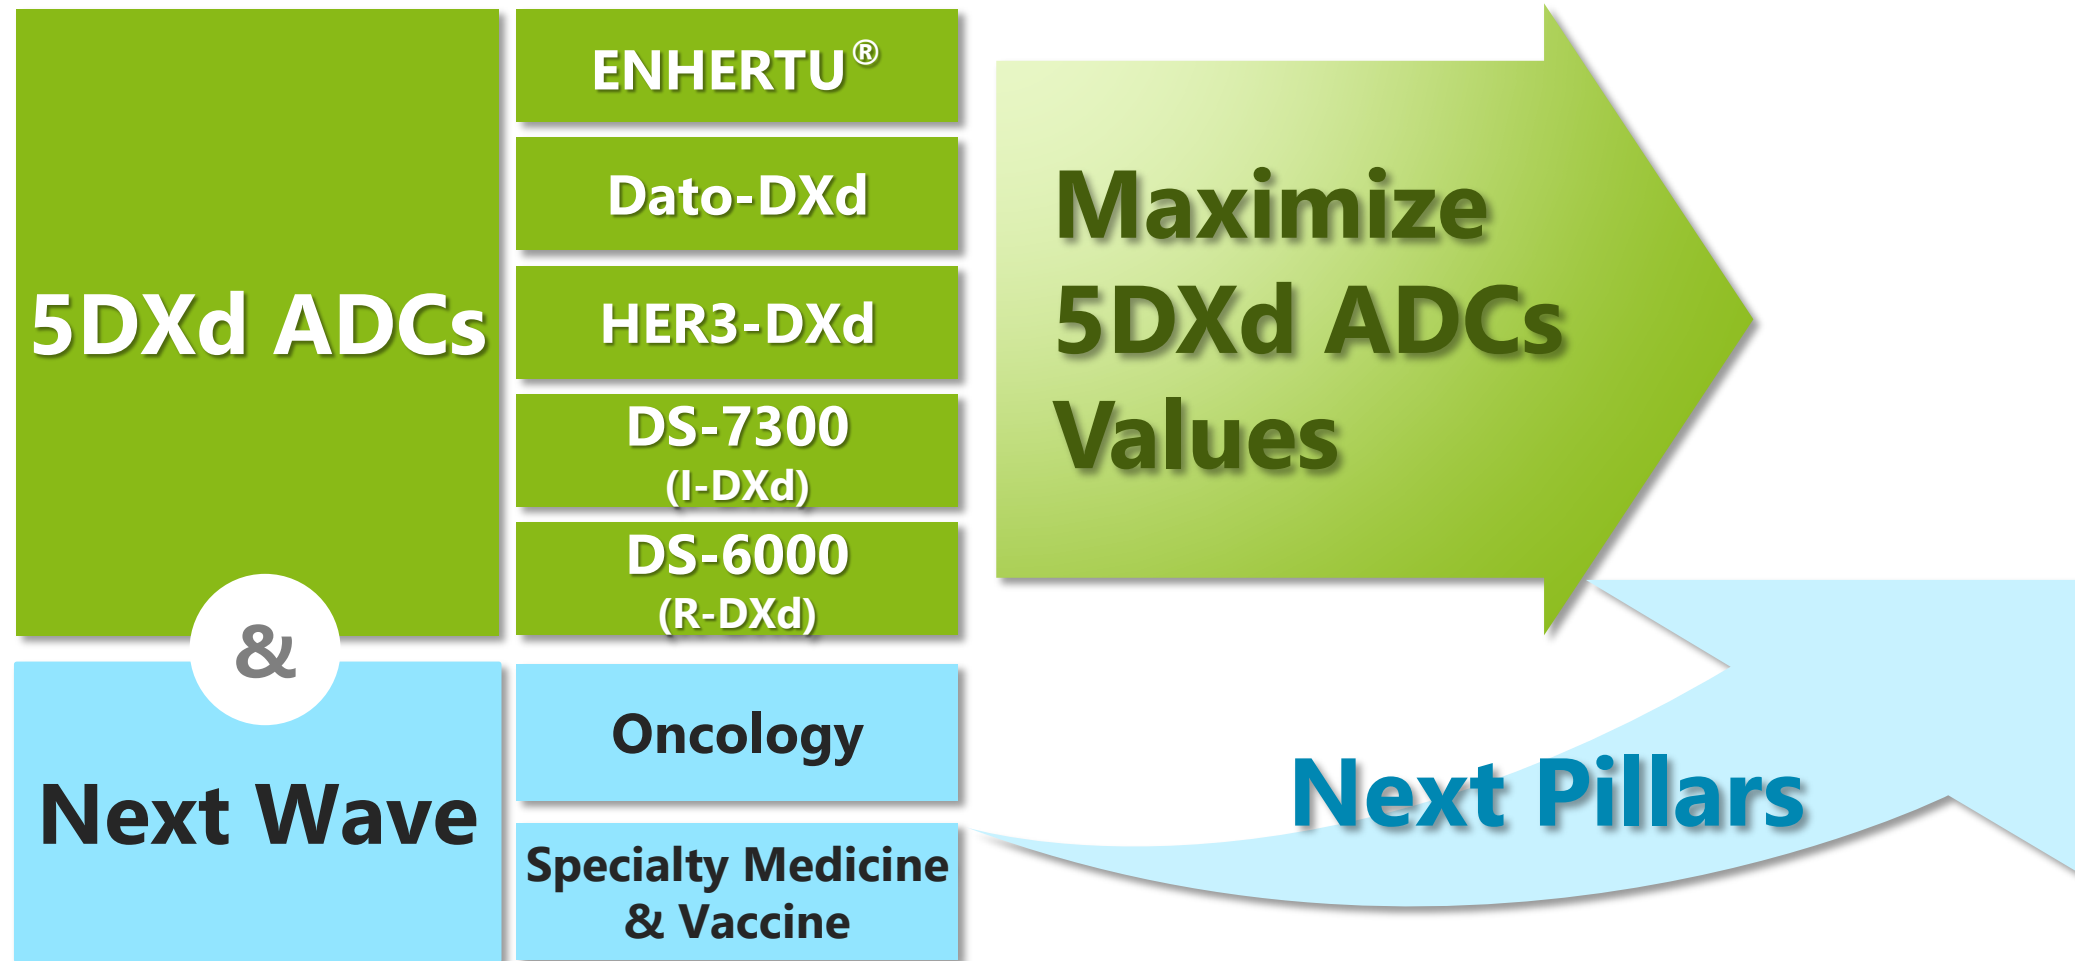 5DXd ADCs
&
Next Wave
ENHERTU®
Dato-DXd
HER3-DXd
DS-7300
(I-DXd)
DS-6000
(R-DXd)
Oncology
Specialty Medicine
& Vaccine
Maximize
5DXd ADCs
Values
Next Pillars